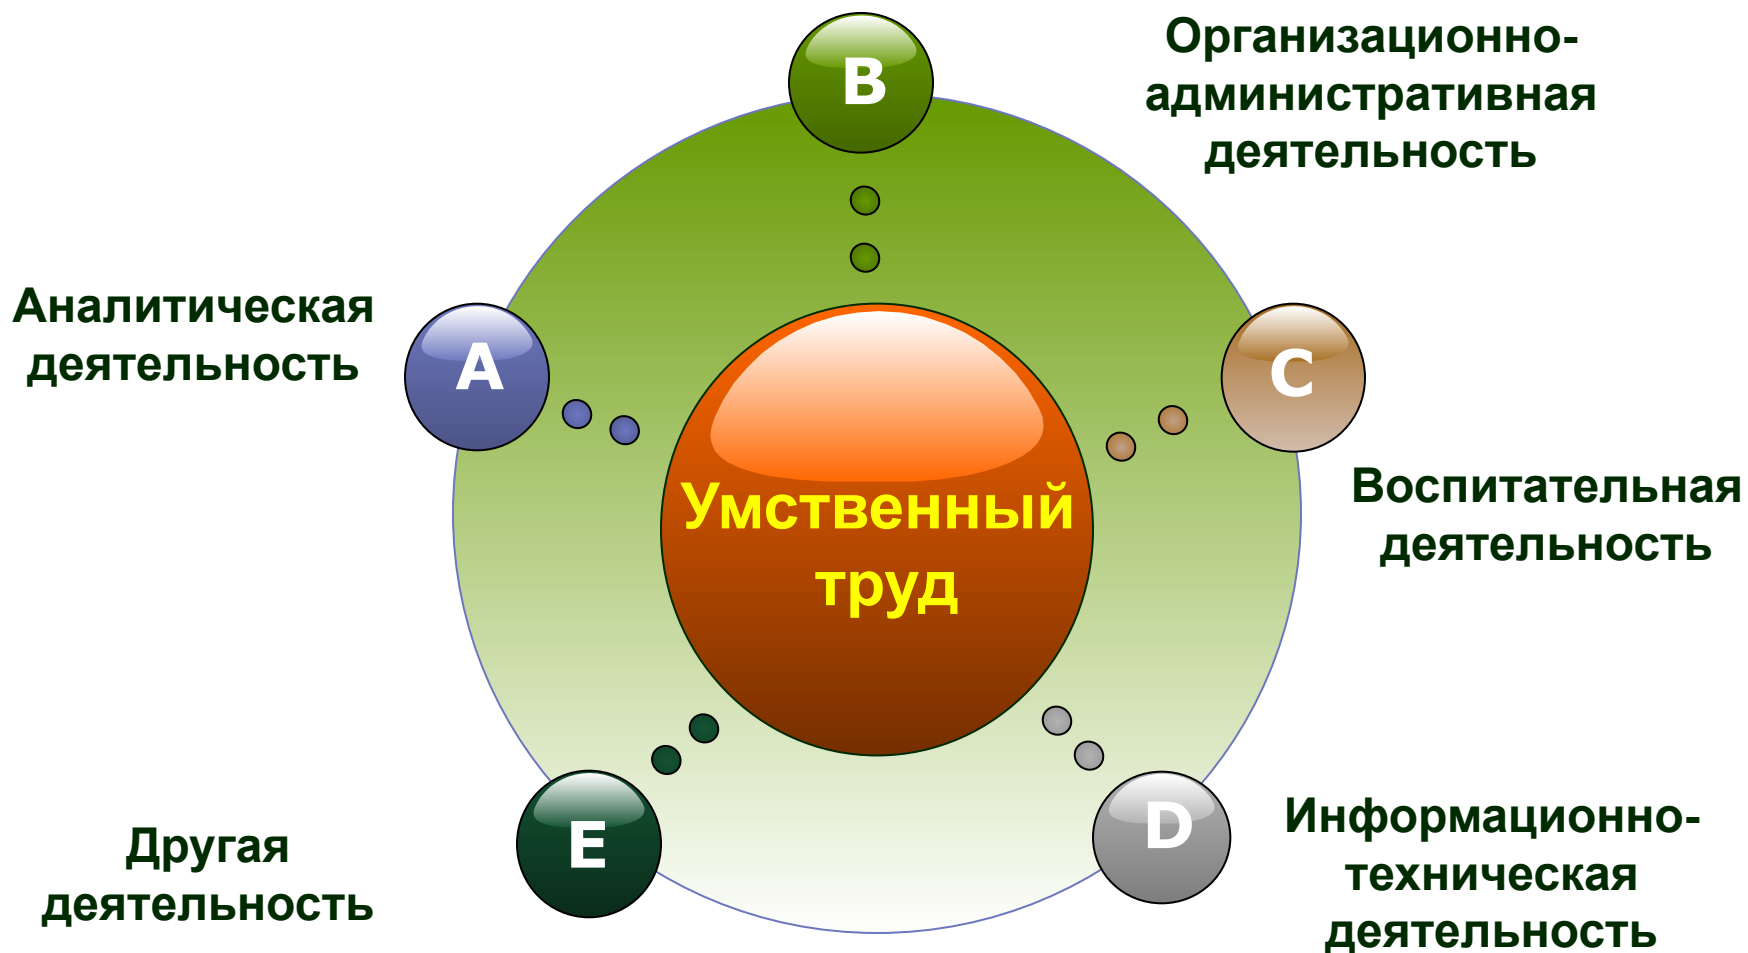 B
Организационно-
административная
деятельность
Аналитическая
деятельность
A
C
Умственный
труд
Воспитательная
деятельность
E
Другая
деятельность
D
Информационно-
техническая
деятельность